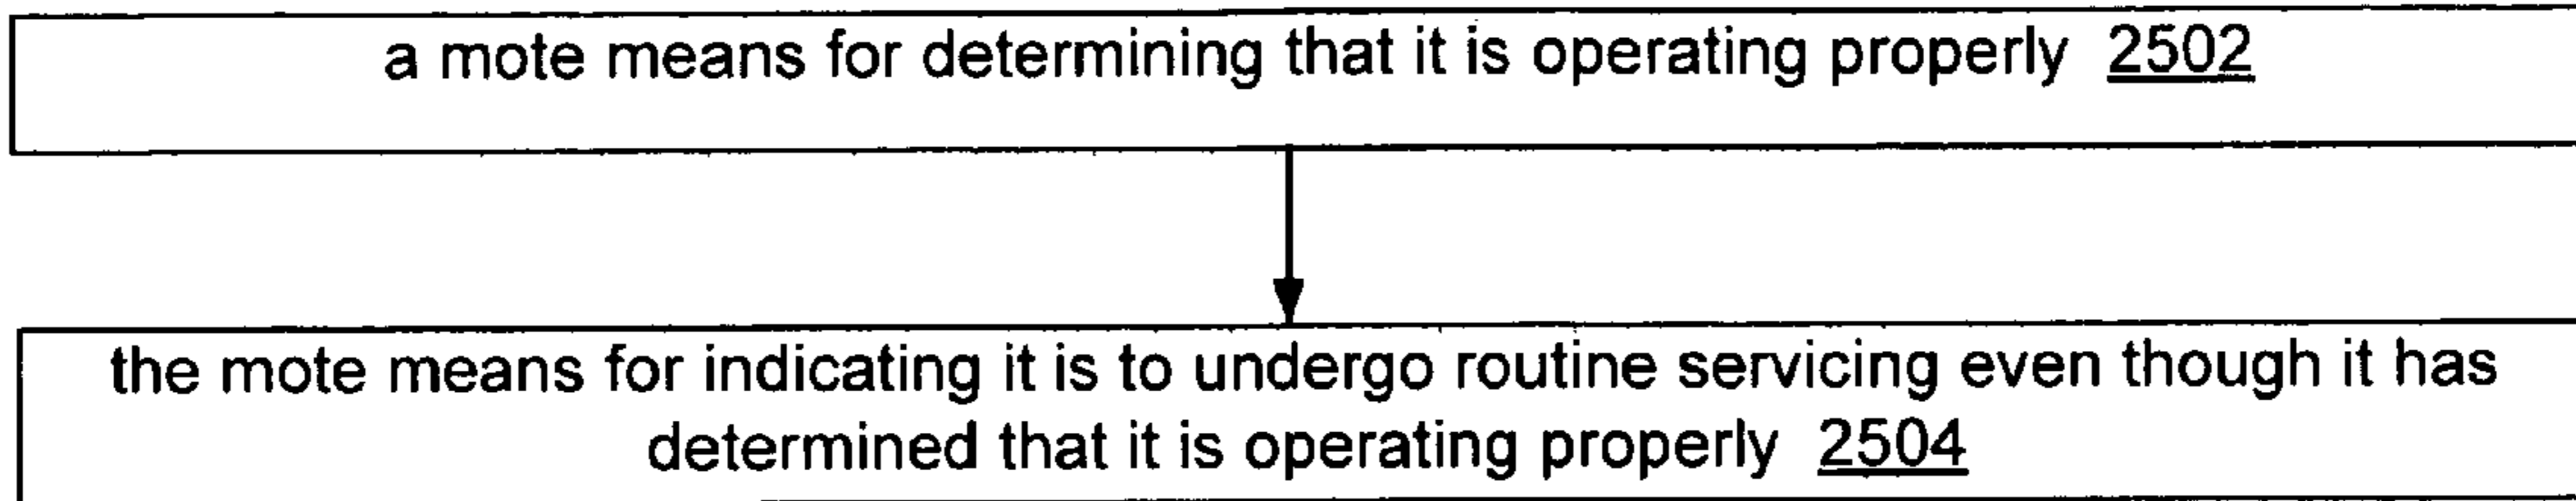 a mote means for determining that it is operating properly 2502
the mote means for indicating it is to undergo routine servicing even though it has
determined that it is operating properly 2504